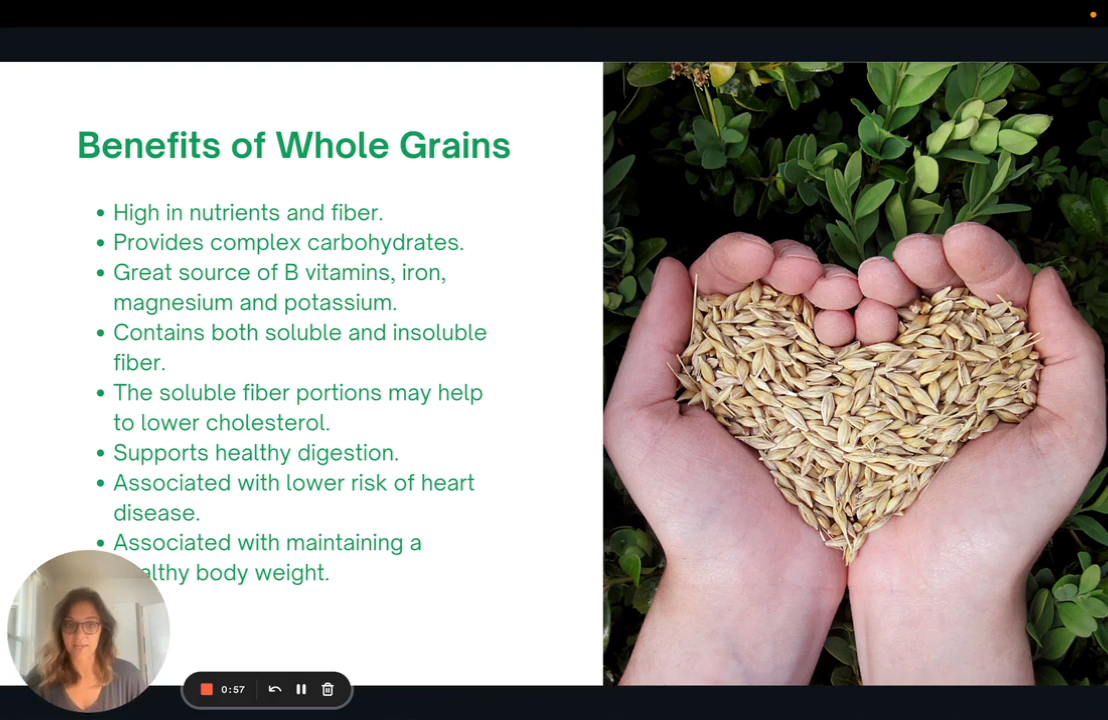 Benefits of Whole Grains
• High in nutrients and fiber.
• Provides complex carbohydrates.
• Great source of B vitamins, iron,
magnesium and potassium.
• Contains both soluble and insoluble
fiber.
• The soluble fiber portions may help
to lower cholesterol.
• Supports healthy digestion.
• Associated with lower risk of heart
disease.
• Associated with maintaining a
althy body weight.
0:57